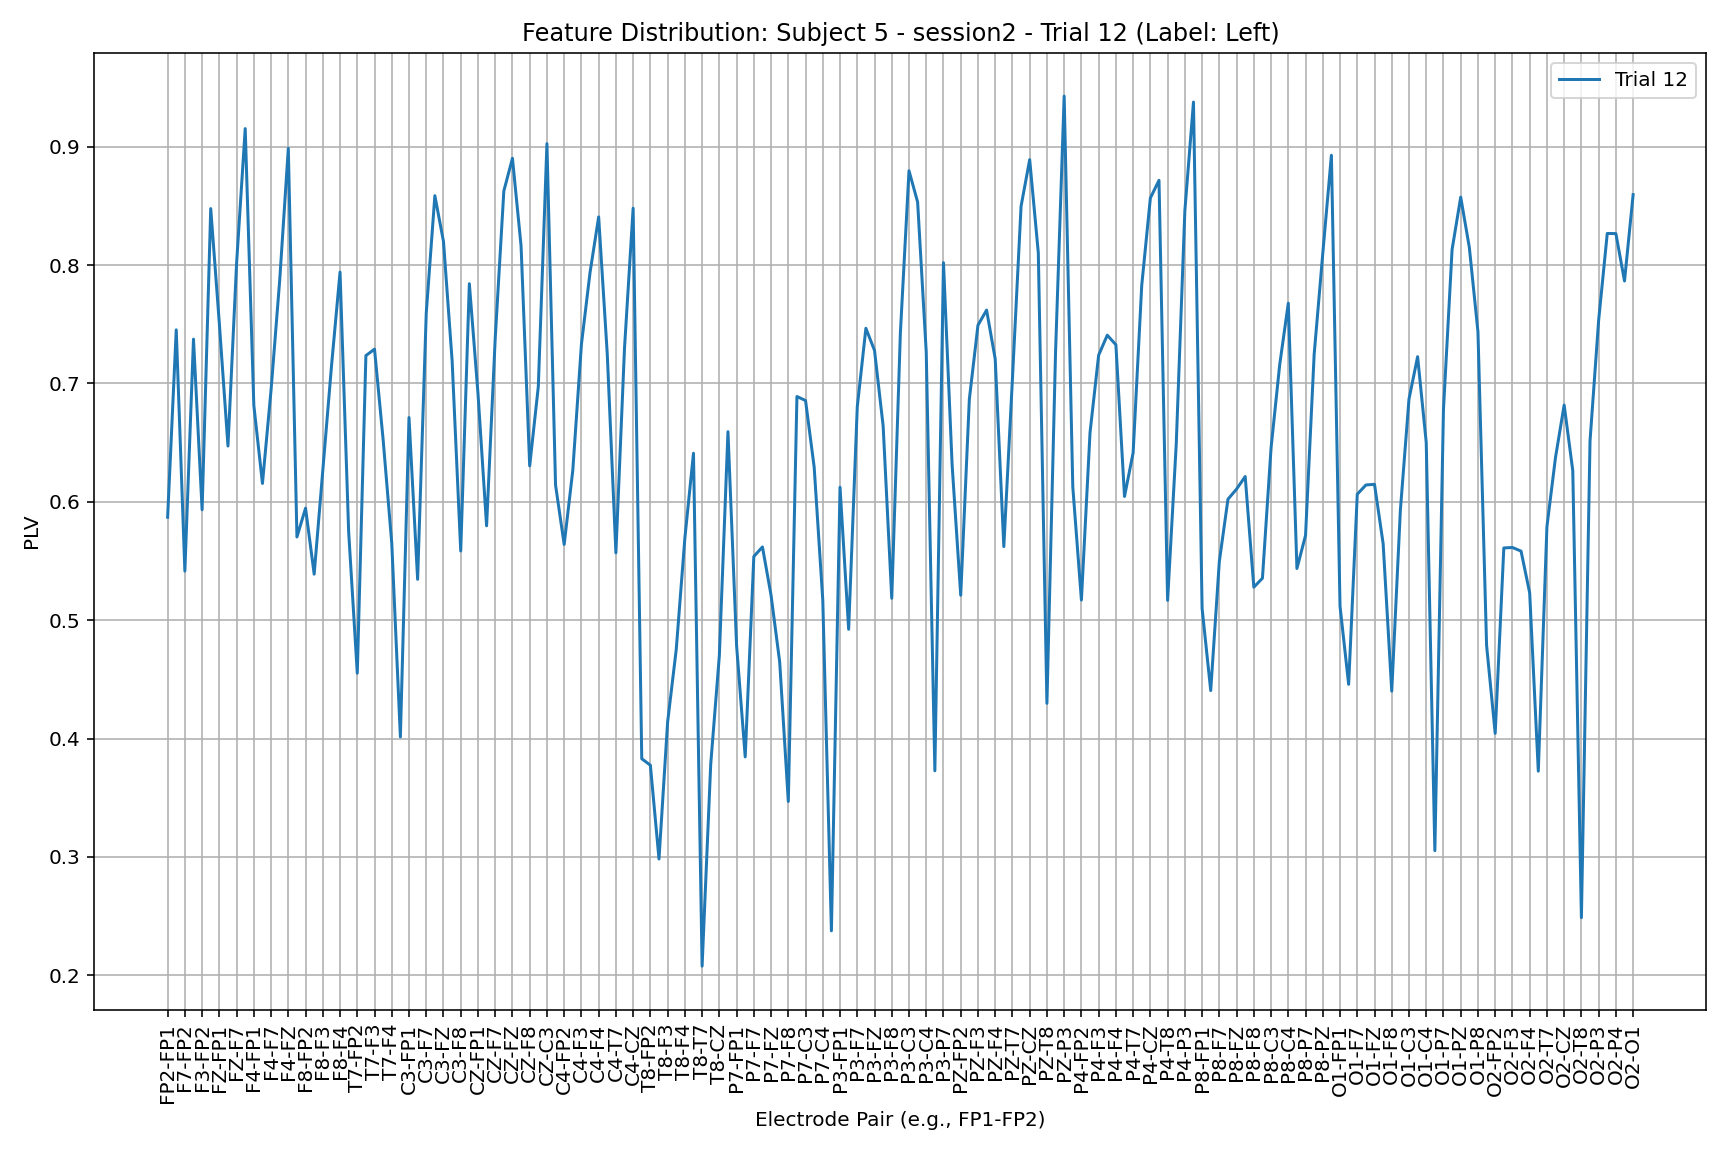 Feature Distribution: Subject 5 - session2 - Trial 12 (Label: Left)
Trial 12
PLV
0.9
0.8
0.7
0.6
0.5
0.4
0.3
0.2
FP2-FP1
F7-FP2
F3-FP2
FZ-FP1
FZ-F7
F4-FP1
F4-F7
F4-FZ
F8-FP2
F8-F3
F8-F4
T7-FP2
T7-F3
T7-F4
C3-FP1
C3-F7
C3-FZ
C3-F8
CZ-FP1
CZ-F7
CZ-FZ
CZ-F8
CZ-C3
C4-FP2
C4-F3
C4-F4
C4-T7
C4-CZ
T8-FP2
T8-F3
T8-F4
T8-T7
T8-CZ
P7-FP1
P7-F7
P7-FZ
P7-F8
P7-C3
P7-C4
P3-FP1
P3-F7
P3-FZ
P3-F8
P3-C3
P3-C4
P3-P7
PZ-FP2
PZ-F3
PZ-F4
PZ-T7
PZ-CZ
PZ-T8
PZ-P3
P4-FP2
P4-F3
P4-F4
P4-T7
P4-CZ
P4-T8
P4-P3
P8-FP1
P8-F7
P8-FZ
P8-F8
P8-C3
P8-C4
P8-P7
P8-PZ
O1-FP1
O1-F7
O1-FZ
O1-F8
O1-C3
O1-C4
O1-P7
O1-PZ
O1-P8
O2-FP2
O2-F3
O2-F4
O2-T7
O2-CZ
O2-T8
O2-P3
O2-P4
O2-O1
Electrode Pair (e.g., FP1-FP2)